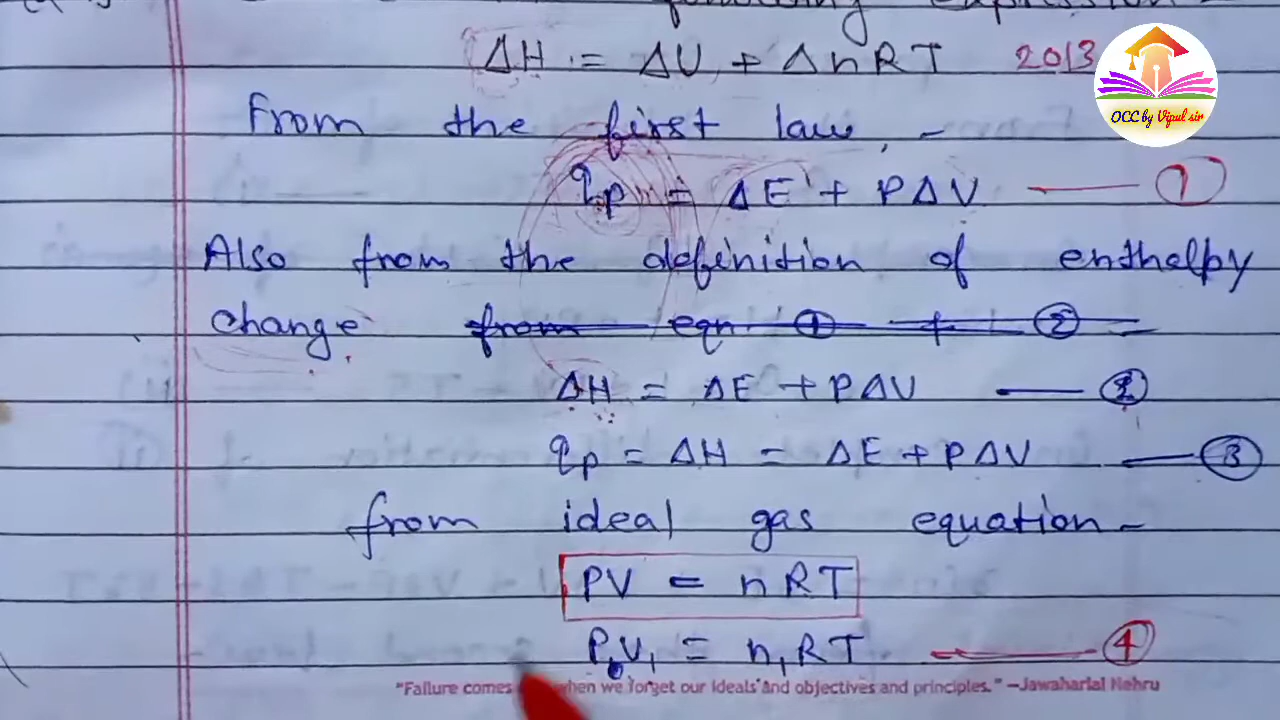 following expression
ΔH = ΔU + ΔnRT 2013
OCC by Vipul sir
From the first law,-
qp = ΔE + PΔV — ①
Also from the definition of enthalpy
change from eqn ① + ②
ΔH = ΔE + PΔV — ②
qp = ΔH = ΔE + PΔV — ③
from ideal gas equation-
PV = nRT
P₁V₁ = n₁RT — ④
"Failure comes when we forget our ideals and objectives and principles." —Jawaharlal Nehru